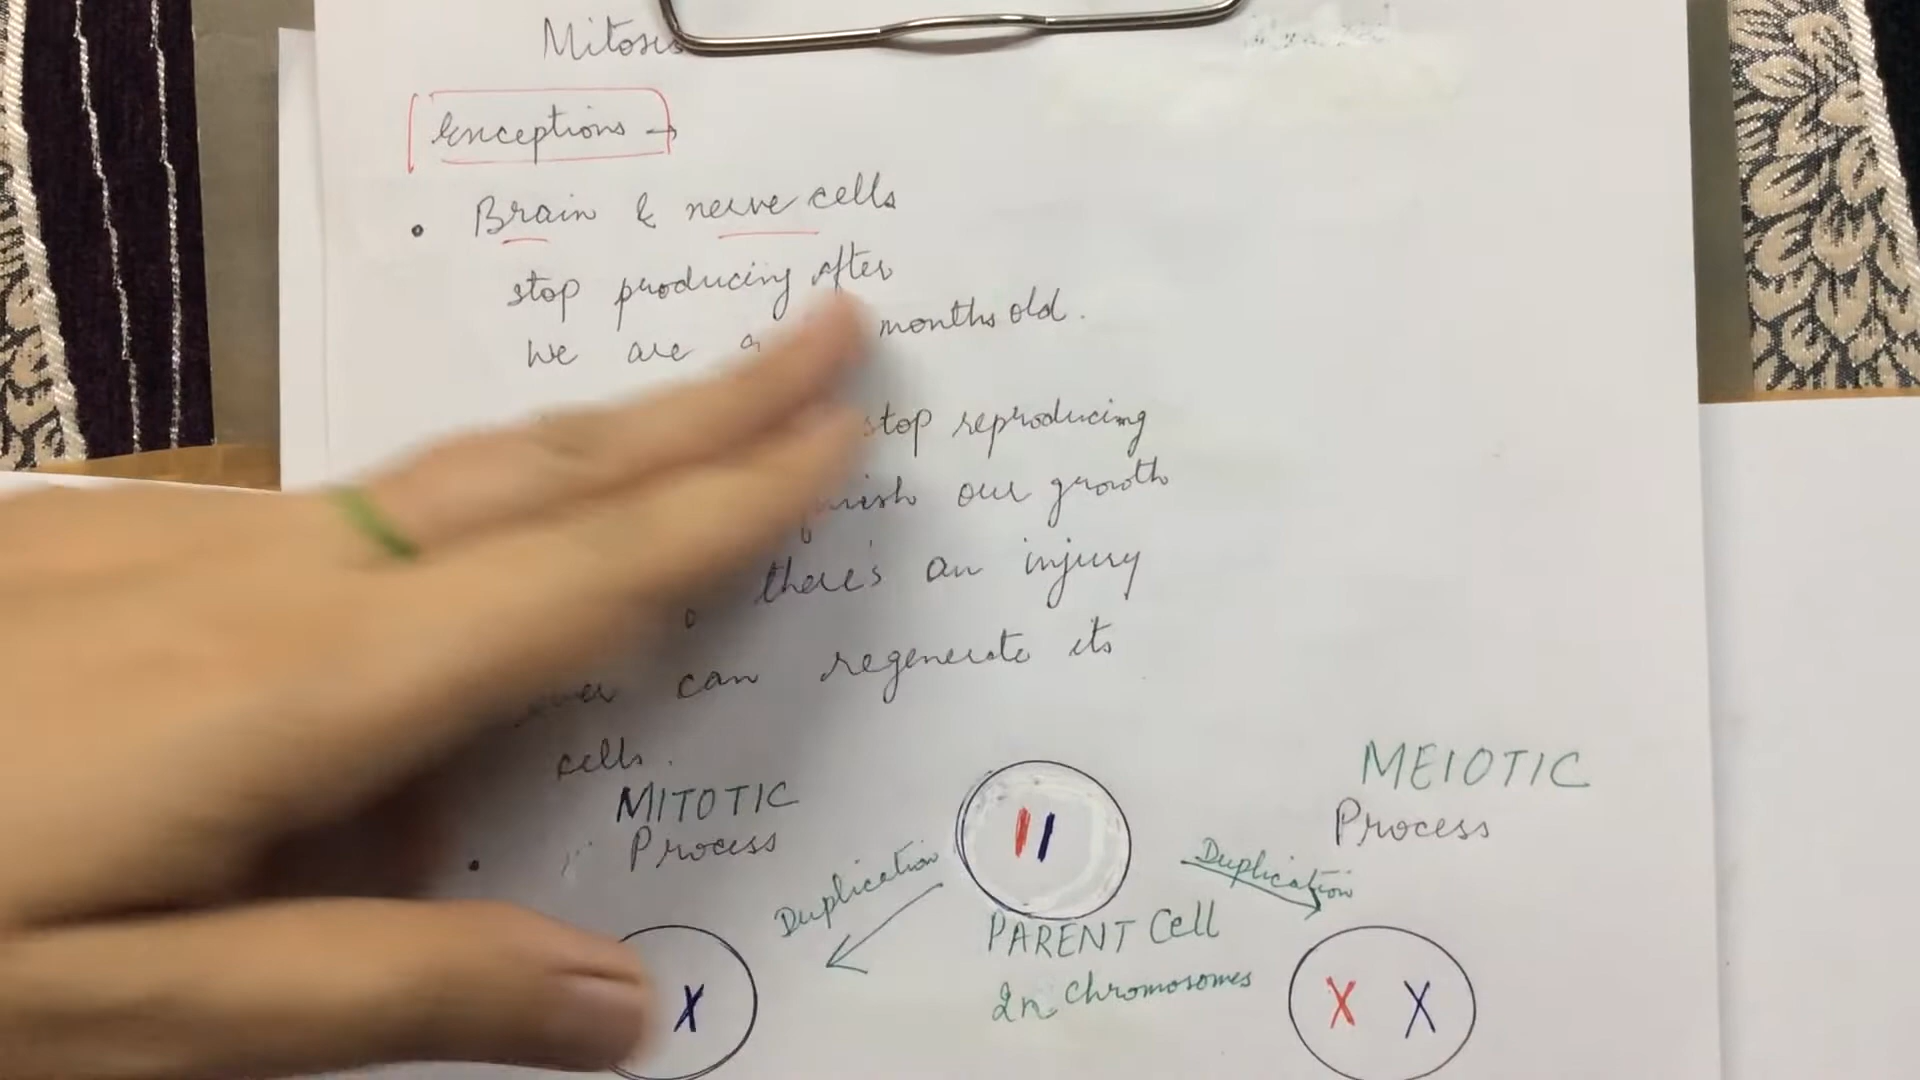 Mitosis
Exceptions →
• Brain & nerve cells
stop producing after
we are a months old.
stop reproducing
our growth
there's an injury
can regenerate its
cells.
MITOTIC
Process
MEIOTIC
Process
Duplication
Duplication
PARENT Cell
2n Chromosomes